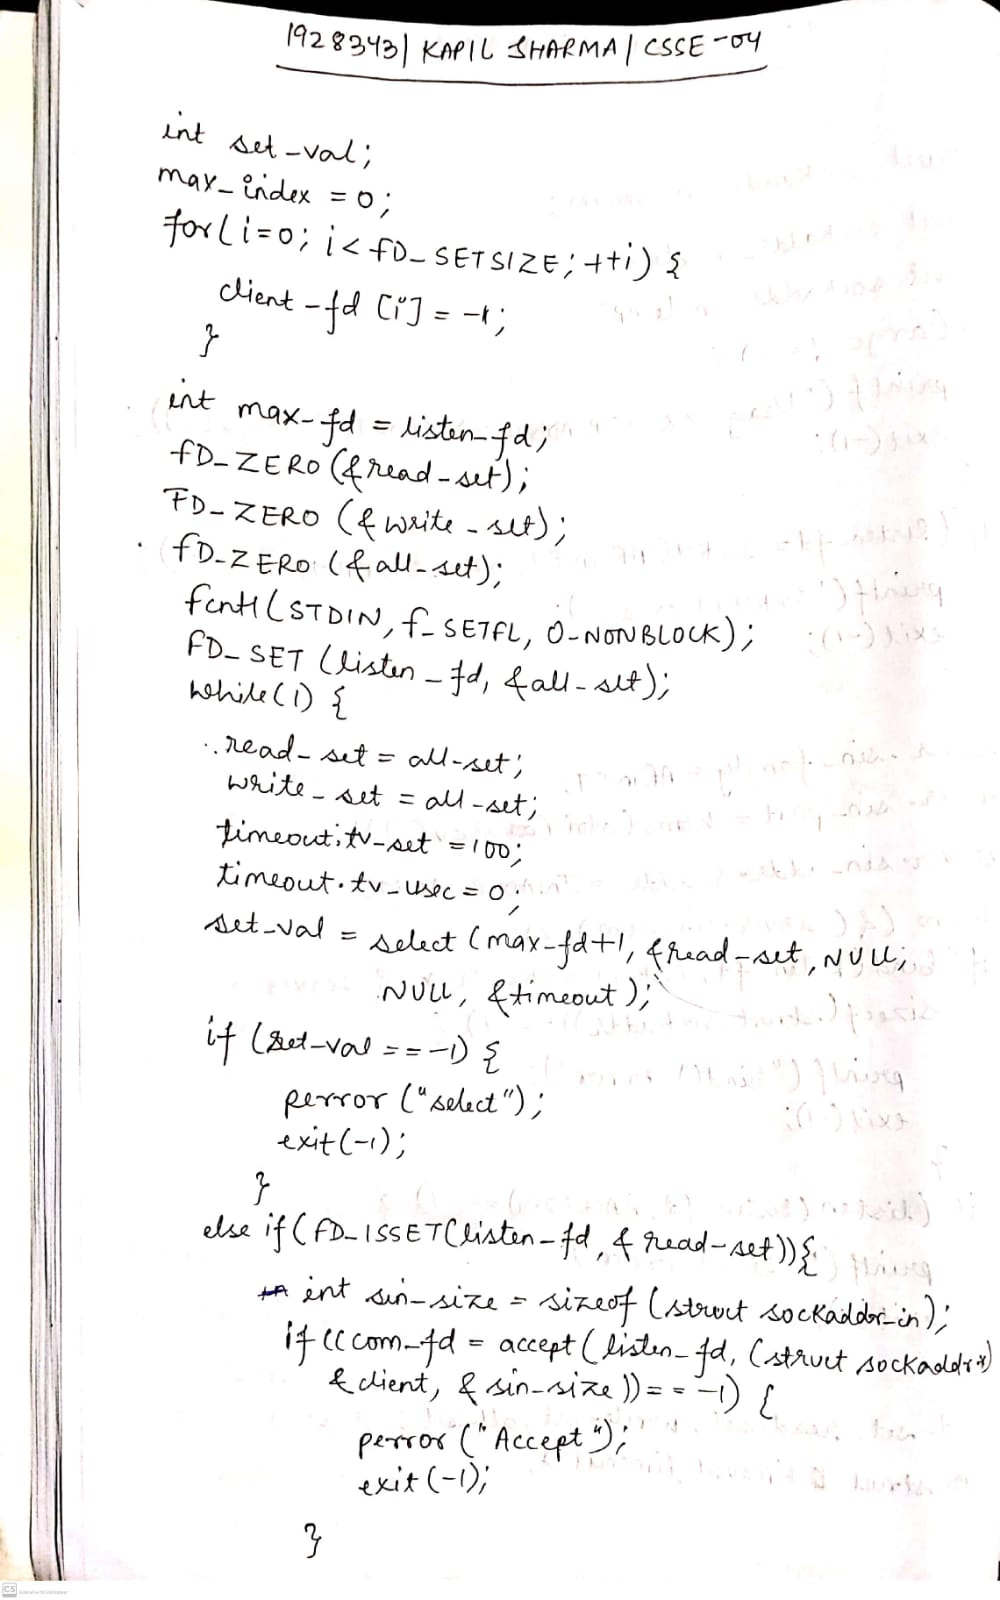 1928343 | KAPIL SHARMA | CSSE-04
int set_val;
max_index = 0;
for(i=0; i< FD_SETSIZE; ++i) {
client_fd [i] = -1;
}
int max_fd = listen_fd;
FD_ZERO (&read_set);
FD_ZERO (&write_set);
FD_ZERO (&all_set);
fcntl (STDIN, F_SETFL, O_NONBLOCK);
FD_SET (listen_fd, &all_set);
while(1) {
read_set = all_set;
write_set = all_set;
timeout;tv_set = 100;
timeout.tv_usec = 0;
set_val = select (max_fd+1, &read_set, NULL,
NULL, &timeout);
if (set_val == -1) {
perror ("select");
exit(-1);
}
else if (FD_ISSET(listen_fd, &read_set)){
int sin_size = sizeof (struct sockaddr_in);
if ((com_fd = accept (listen_fd, (struct sockaddr*)
&client, &sin_size)) == -1) {
perror ("Accept");
exit(-1);
}
CS